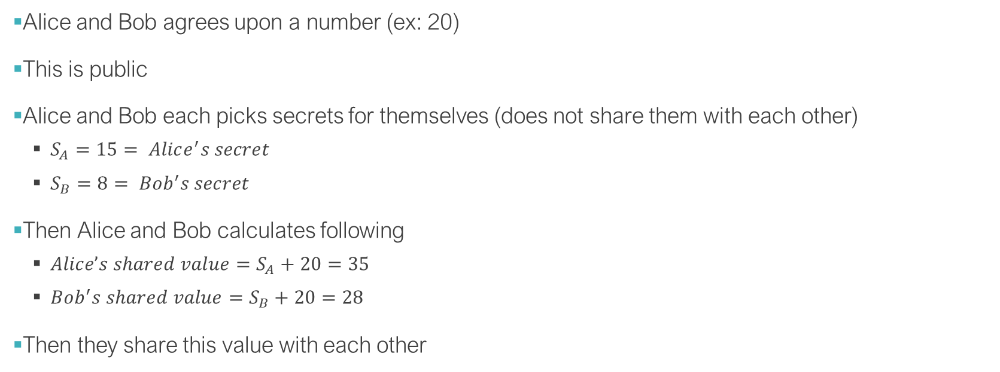 ▪Alice and Bob agrees upon a number (ex: 20)
▪This is public
▪Alice and Bob each picks secrets for themselves (does not share them with each other)
▪ S_A = 15 = Alice's secret
▪ S_B = 8 = Bob's secret
▪Then Alice and Bob calculates following
▪ Alice’s shared value = S_A + 20 = 35
▪ Bob's shared value = S_B + 20 = 28
▪Then they share this value with each other